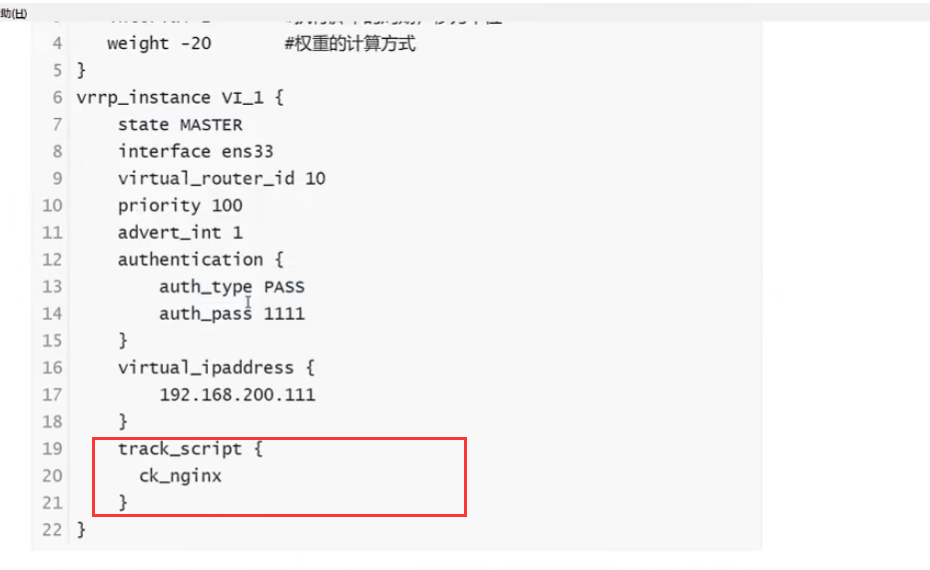 助(H)
4 weight -20 #权重的计算方式
5 }
6 vrrp_instance VI_1 {
7 state MASTER
8 interface ens33
9 virtual_router_id 10
10 priority 100
11 advert_int 1
12 authentication {
13 auth_type PASS
14 auth_pass 1111
15 }
16 virtual_ipaddress {
17 192.168.200.111
18 }
19 track_script {
20 ck_nginx
21 }
22 }